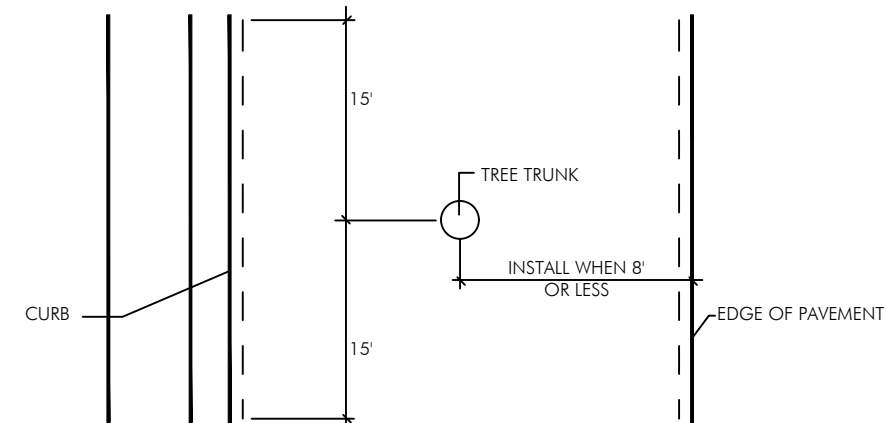 15'
TREE TRUNK
INSTALL WHEN 8'
OR LESS
CURB
EDGE OF PAVEMENT
15'